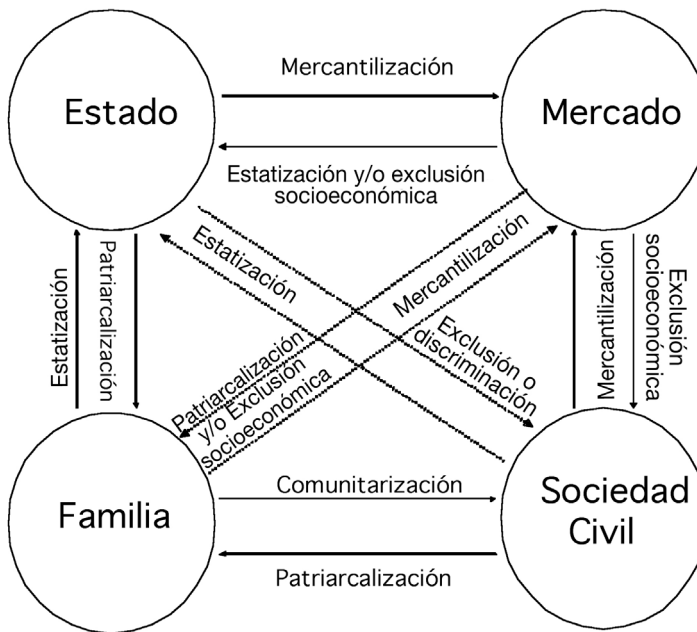 Estado
Mercantilización
Mercado
Estatización y/o exclusión
socioeconómica
Estatización
Patriarcalización
Estatización
Mercantilización
Exclusión o
discriminación
Patriarcalización
y/o Exclusión
socioeconómica
Mercantilización
Exclusión
socioeconómica
Familia
Comunitarización
Patriarcalización
Sociedad
Civil